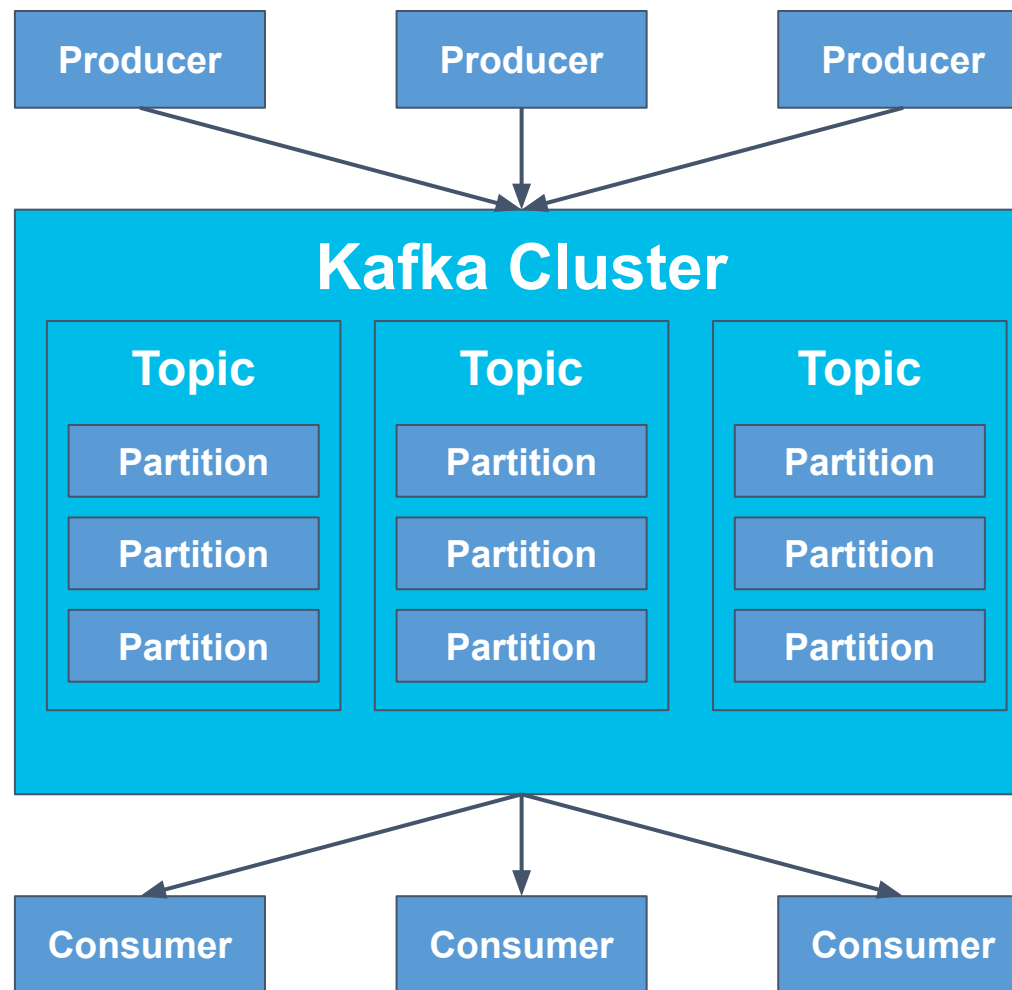 Producer Producer Producer
Kafka Cluster
Topic Topic Topic
Partition Partition Partition
Partition Partition Partition
Partition Partition Partition
Consumer Consumer Consumer